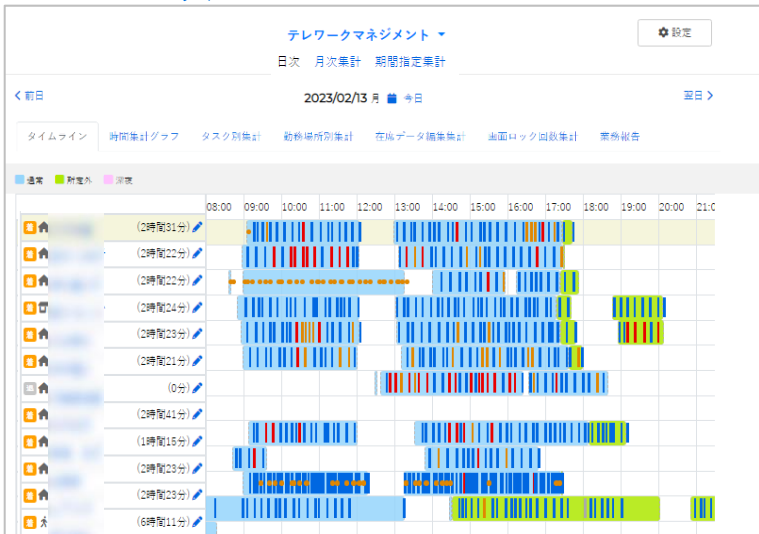 テレワークマネジメント
設定
日次 月次集計 期間指定集計
前日 2023/02/13 月 今日 翌日
タイムライン 時間集計グラフ タスク別集計 勤務場所別集計 在席データ編集集計 画面ロック回数集計 業務報告
通常 所定外 深夜
08:00 09:00 10:00 11:00 12:00 13:00 14:00 15:00 16:00 17:00 18:00 19:00 20:00 21:0
(2時間31分)
(2時間22分)
(2時間22分)
(2時間24分)
(2時間23分)
(2時間21分)
(0分)
(2時間41分)
(1時間15分)
(2時間23分)
(2時間23分)
(6時間11分)